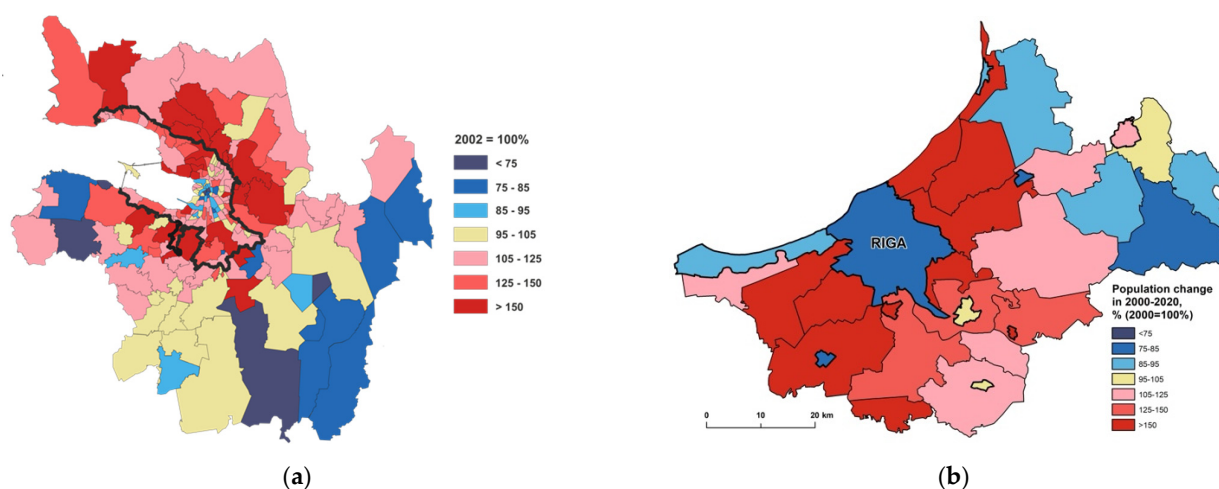 2002 = 100%
< 75
75 - 85
85 - 95
95 - 105
105 - 125
125 - 150
> 150
(a)
RIGA
Population change
in 2000-2020,
% (2000=100%)
<75
75-85
85-95
95-105
105-125
125-150
>150
0 10 20 km
(b)